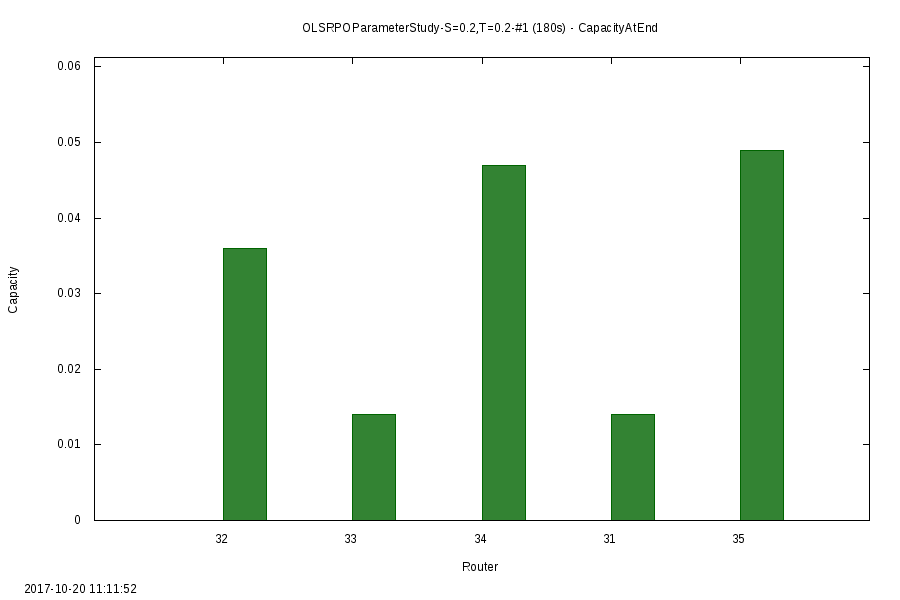 OLSRPOParameterStudy-S=0.2,T=0.2-#1 (180s) - CapacityAtEnd
0.06
0.05
0.04
0.03
0.02
0.01
0
Capacity
32 33 34 31 35
Router
2017-10-20 11:11:52